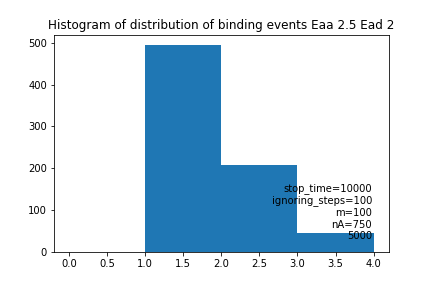 Histogram of distribution of binding events Eaa 2.5 Ead 2
500
400
300
200
100
0
stop_time=10000
ignoring_steps=100
m=100
nA=750
5000
0.0 0.5 1.0 1.5 2.0 2.5 3.0 3.5 4.0